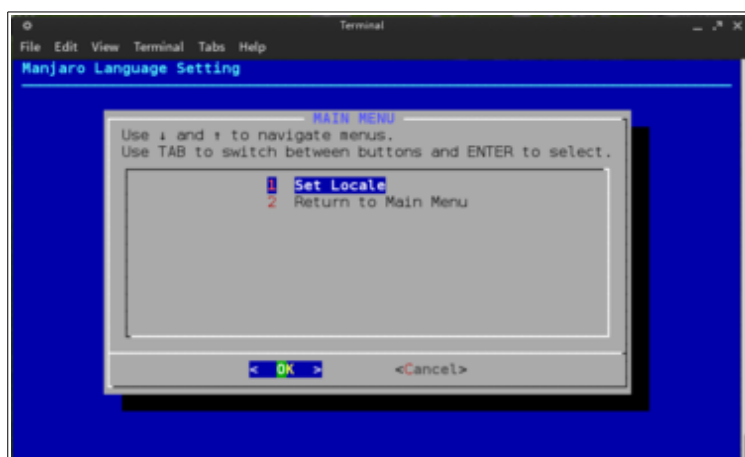 Terminal
File Edit View Terminal Tabs Help
Manjaro Language Setting
MAIN MENU
Use ↓ and ↑ to navigate menus.
Use TAB to switch between buttons and ENTER to select.
1 Set Locale
2 Return to Main Menu
< OK > <Cancel>